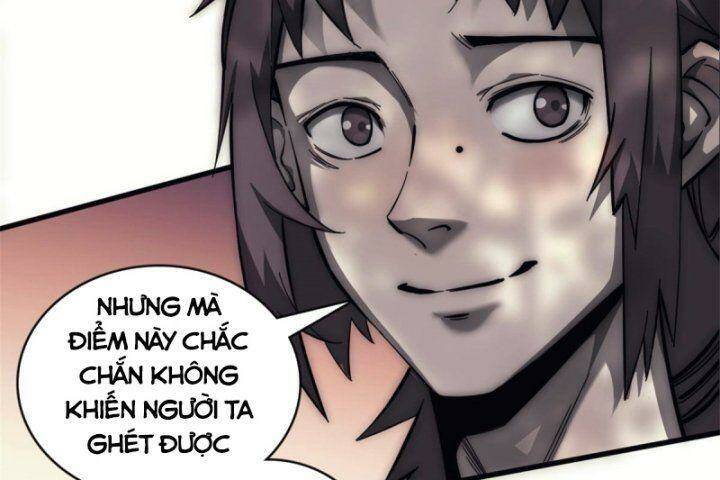 NHƯNG MÀ
ĐIỂM NÀY CHẮC
CHẮN KHÔNG
KHIẾN NGƯỜI TA
GHÉT ĐƯỢC